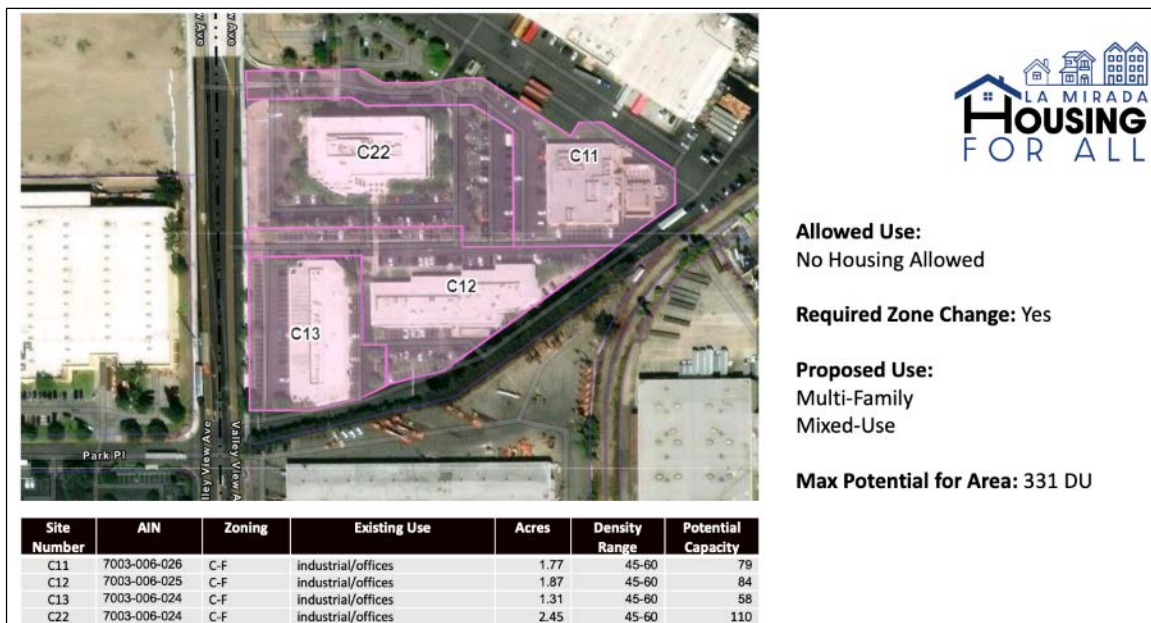 w Ave
w Ave
C22
C11
C12
C13
Park Pl
lley View Ave
Valley View A
LA MIRADA
HOUSING
FOR ALL
Allowed Use:
No Housing Allowed
Required Zone Change: Yes
Proposed Use:
Multi-Family
Mixed-Use
Max Potential for Area: 331 DU
Site Number AIN Zoning Existing Use Acres Density Range Potential Capacity
C11 7003-006-026 C-F industrial/offices 1.77 45-60 79
C12 7003-006-025 C-F industrial/offices 1.87 45-60 84
C13 7003-006-024 C-F industrial/offices 1.31 45-60 58
C22 7003-006-024 C-F industrial/offices 2.45 45-60 110